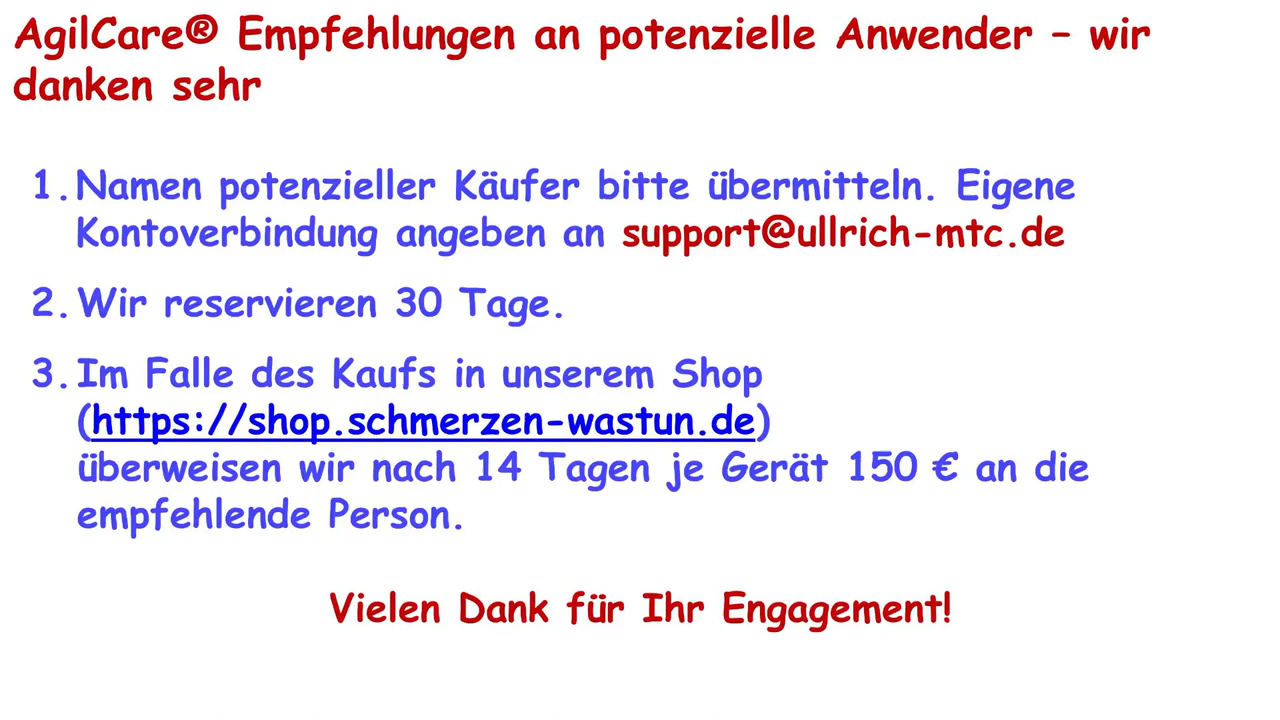 AgilCare® Empfehlungen an potenzielle Anwender – wir
danken sehr
1. Namen potenzieller Käufer bitte übermitteln. Eigene
Kontoverbindung angeben an support@ullrich-mtc.de
2. Wir reservieren 30 Tage.
3. Im Falle des Kaufs in unserem Shop
(https://shop.schmerzen-wastun.de)
überweisen wir nach 14 Tagen je Gerät 150 € an die
empfehlende Person.
Vielen Dank für Ihr Engagement!